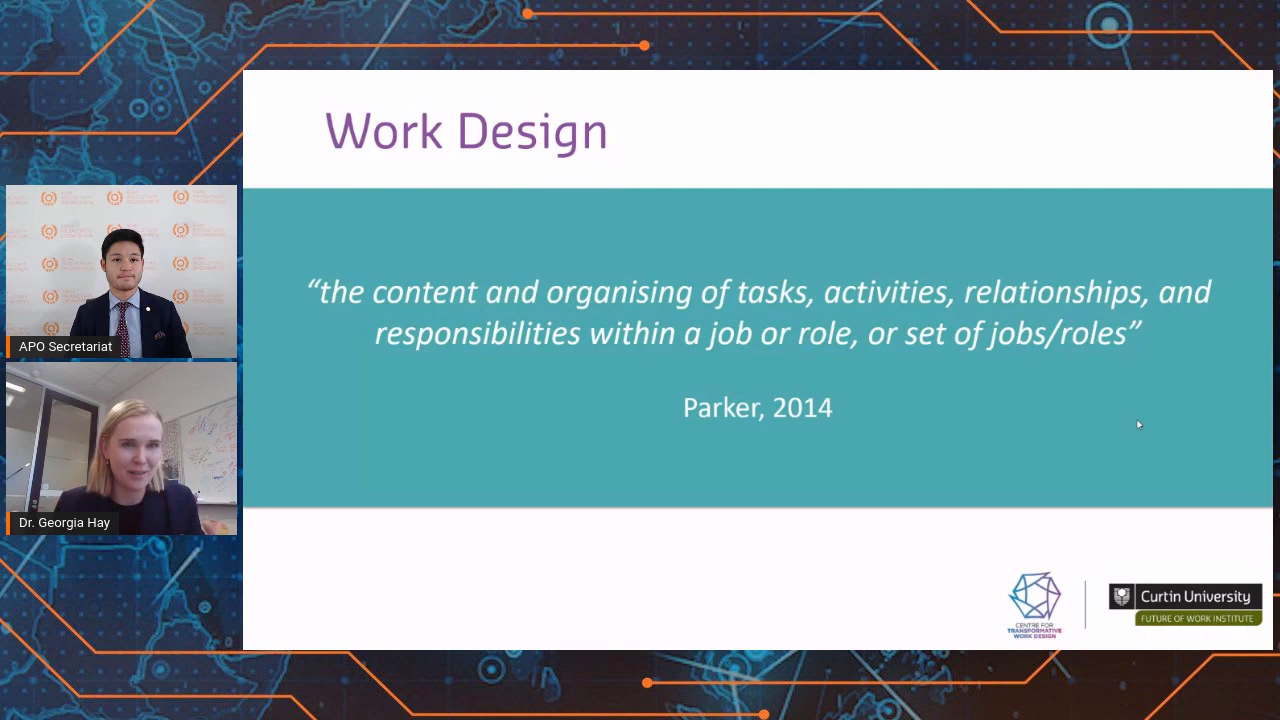 Work Design
“the content and organising of tasks, activities, relationships, and
responsibilities within a job or role, or set of jobs/roles”
Parker, 2014
APO Secretariat
Dr. Georgia Hay
CENTRE FOR
TRANSFORMATIVE
WORK DESIGN
Curtin University
FUTURE OF WORK INSTITUTE